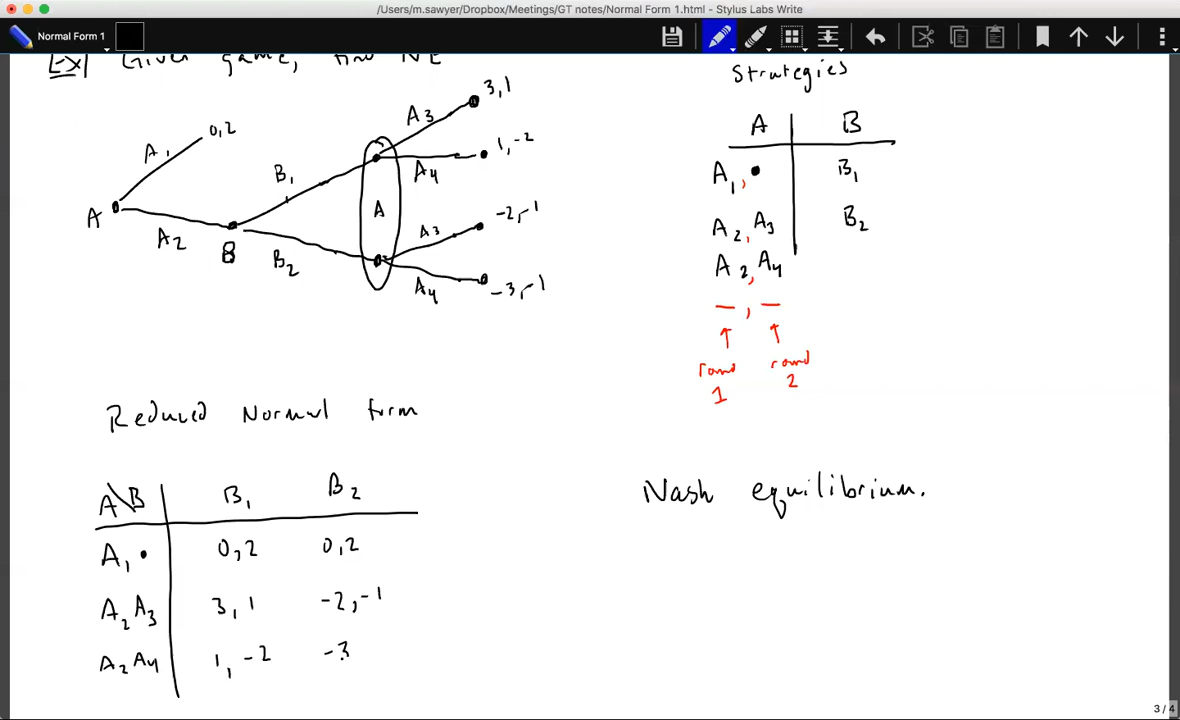 /Users/m.sawyer/Dropbox/Meetings/GT notes/Normal Form 1.html - Stylus Labs Write
Normal Form 1
Ex Given game, find NE
Strategies
3,1
A3
0,2
A1
1,-2
B1
A4
A
A
-2,-1
A2
B
B2
A3
A4
-3,-1
A B
A1, • B1
A2, A3 B2
A2, A4
_, _
round round
1 2
Reduced Normal form
Nash equilibrium.
A\B B1 B2
A1 • 0,2 0,2
A2 A3 3,1 -2,-1
A2 A4 1,-2 -3
3 / 4